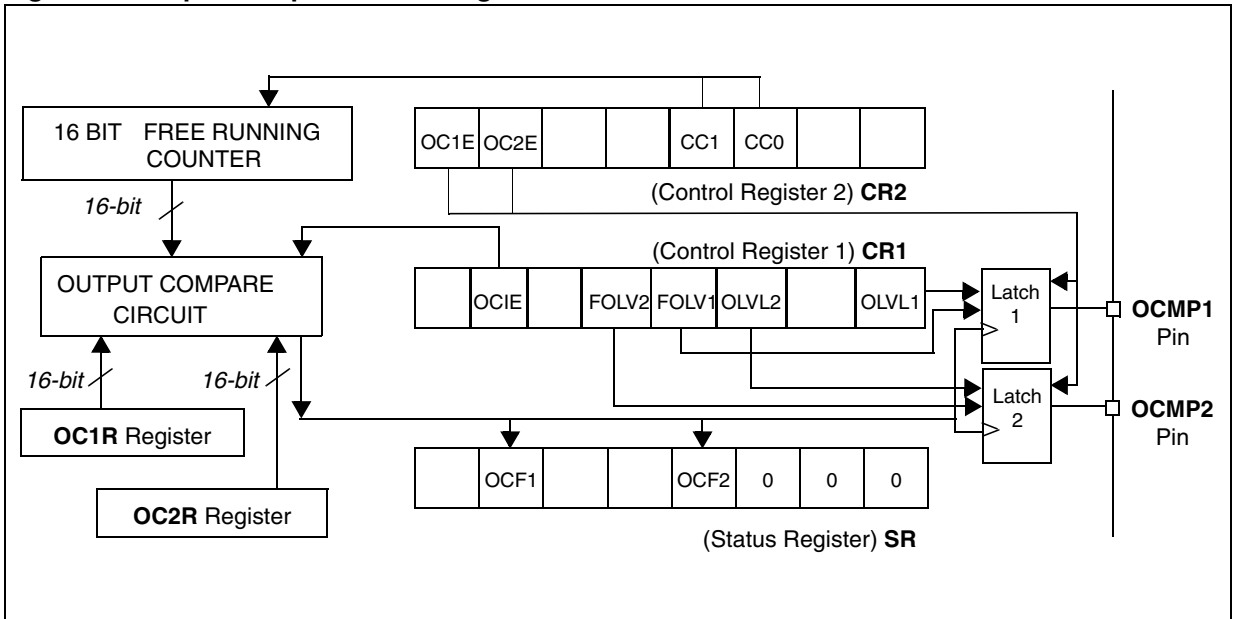 16 BIT FREE RUNNING
COUNTER
OC1E OC2E CC1 CC0
(Control Register 2) CR2
16-bit
(Control Register 1) CR1
OUTPUT COMPARE
CIRCUIT
OCIE FOLV2 FOLV1 OLVL2 OLVL1
Latch
1
OCMP1
Pin
16-bit 16-bit
Latch
2
OCMP2
Pin
OC1R Register
OCF1 OCF2 0 0 0
OC2R Register
(Status Register) SR